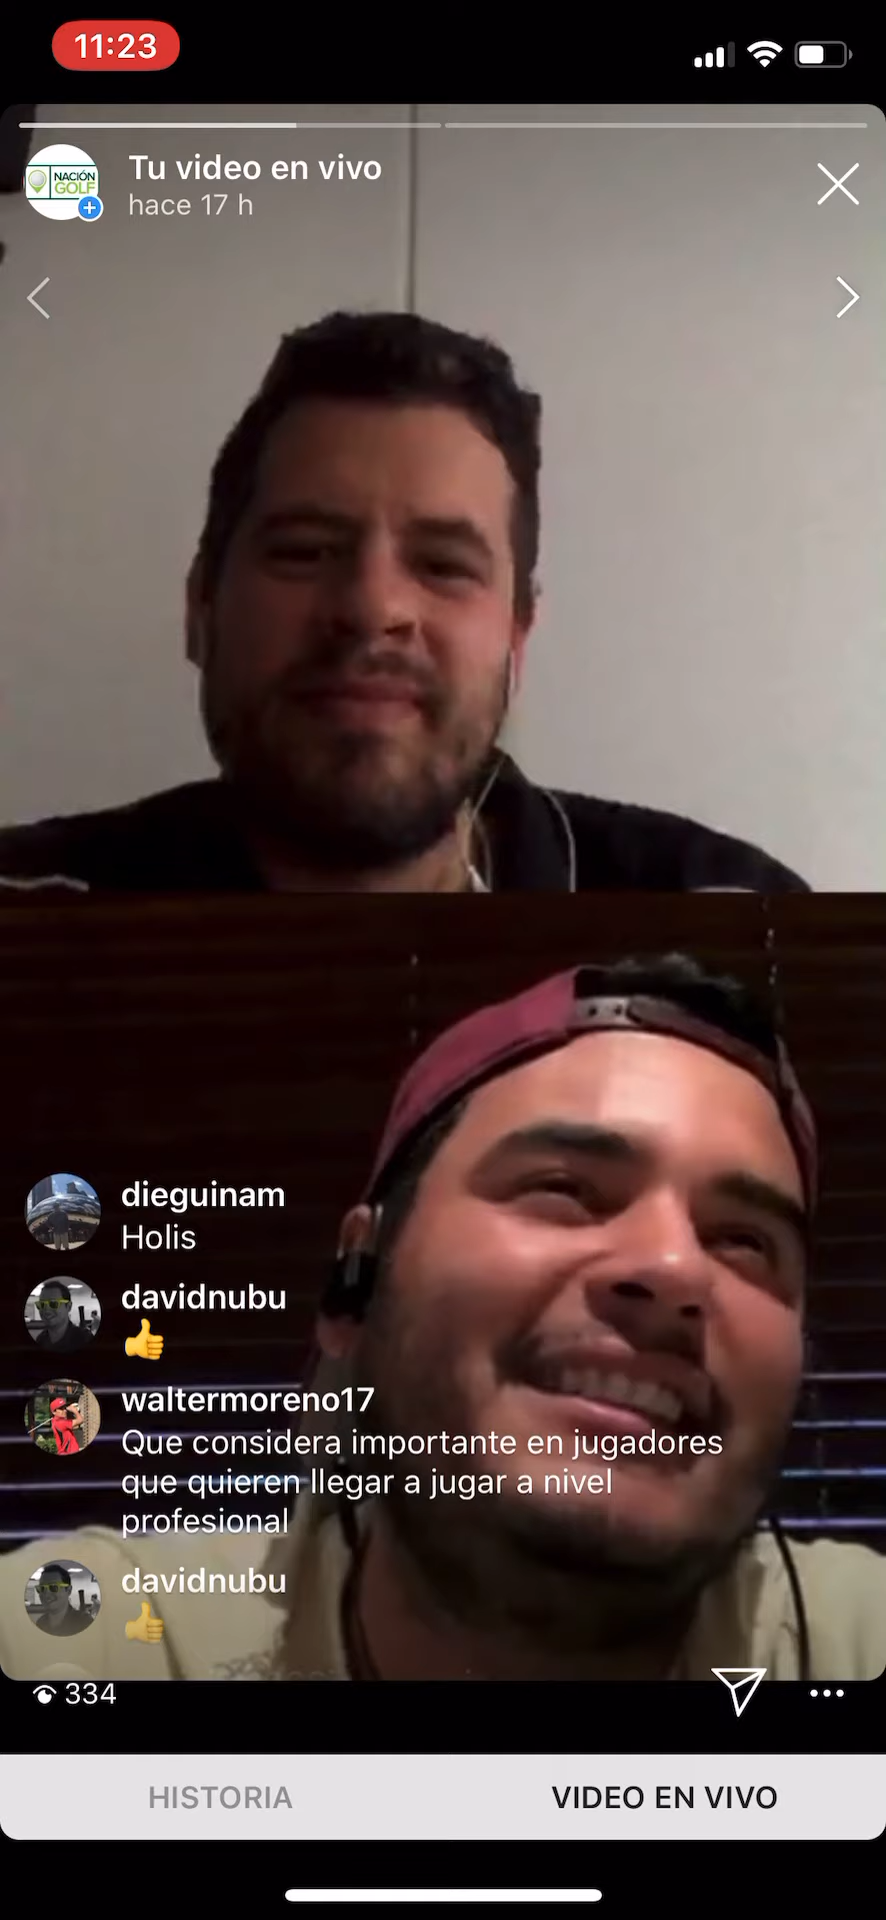 11:23
NACIÓN
GOLF
Tu video en vivo
hace 17 h
dieguinam
Holis
davidnubu
👍
waltermoreno17
Que considera importante en jugadores
que quieren llegar a jugar a nivel
profesional
davidnubu
👍
334
HISTORIA
VIDEO EN VIVO